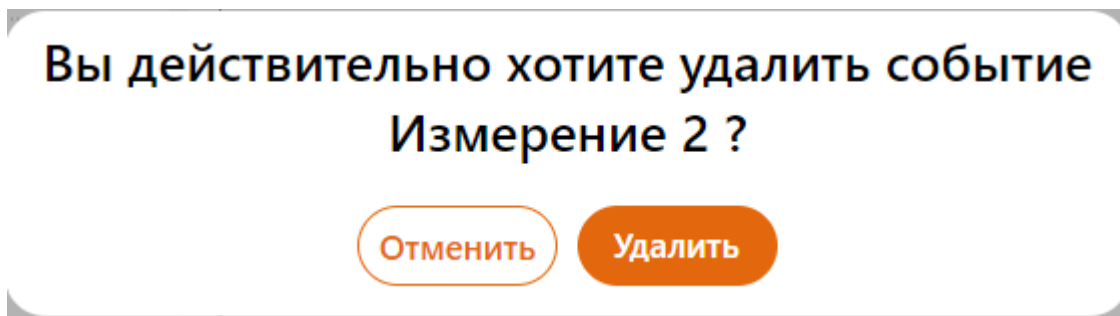 Вы действительно хотите удалить событие
Измерение 2 ?
Отменить
Удалить